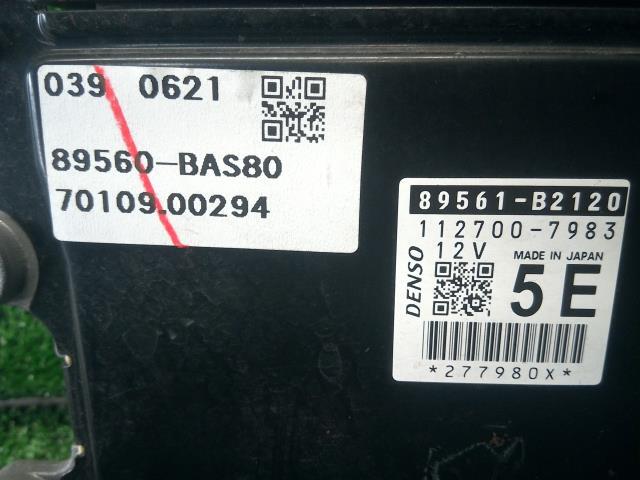 039 0621
89560-BAS80
70109.00294
89561-B2120
112700-7983
DENSO
12V
MADE IN JAPAN
5E
*277980X*